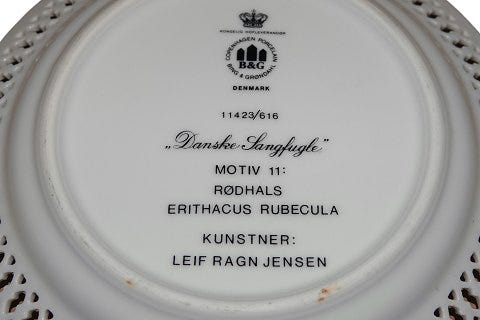 KONGELIG HOFLEVERANDØR
COPENHAGEN PORCELAIN
B&G
BING & GRØNDAHL
DENMARK
11423/616
„Danske Sangfugle"
MOTIV 11:
RØDHALS
ERITHACUS RUBECULA
KUNSTNER:
LEIF RAGN JENSEN